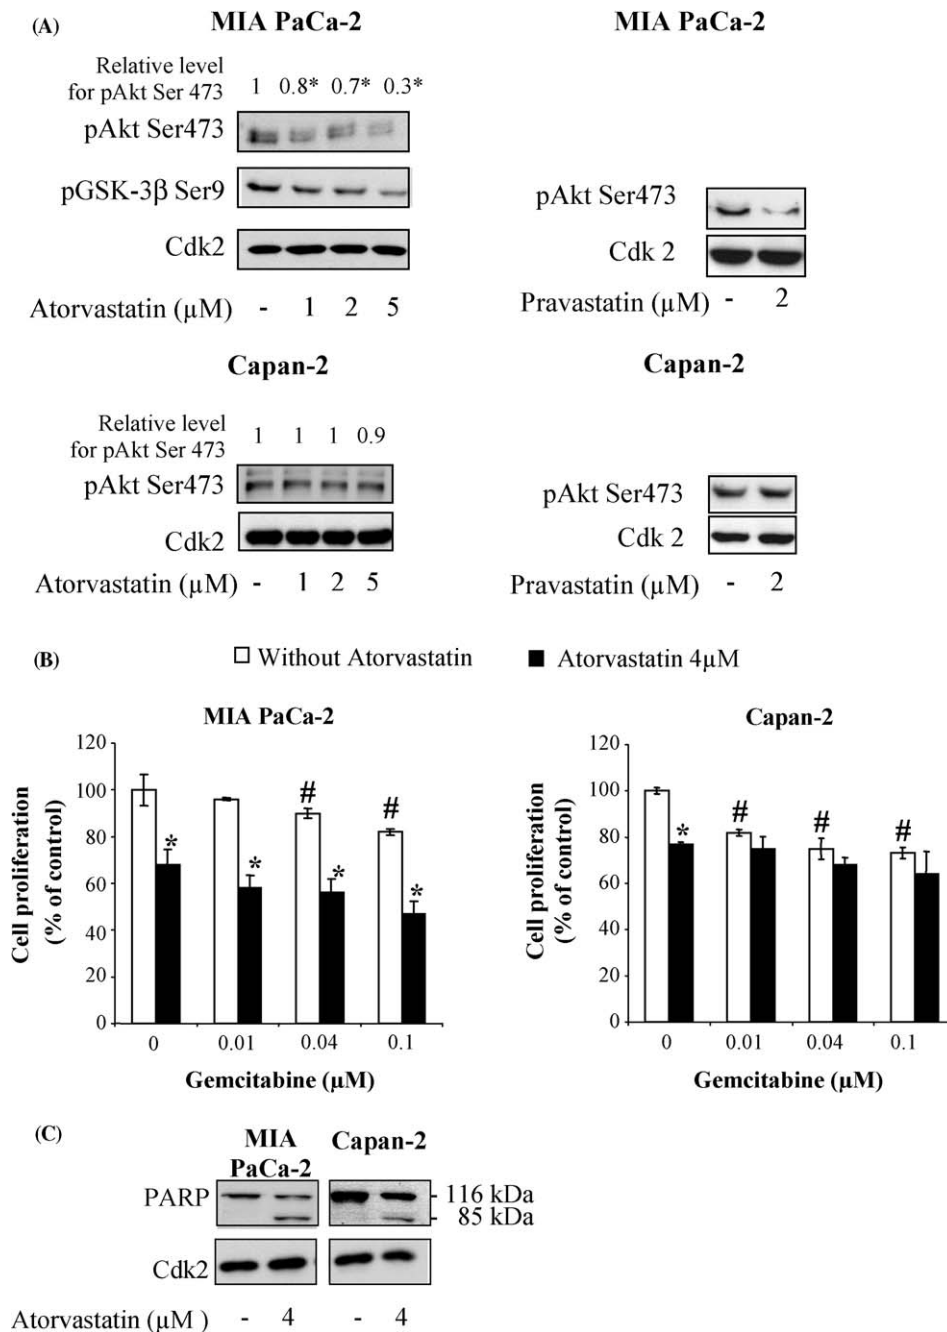 (A)
MIA PaCa-2
Relative level
for pAkt Ser 473
1 0.8* 0.7* 0.3*
pAkt Ser473
pGSK-3β Ser9
Cdk2
Atorvastatin (µM) - 1 2 5
MIA PaCa-2
pAkt Ser473
Cdk 2
Pravastatin (µM) - 2
Capan-2
Relative level
for pAkt Ser 473
1 1 1 0.9
pAkt Ser473
Cdk2
Atorvastatin (µM) - 1 2 5
Capan-2
pAkt Ser473
Cdk 2
Pravastatin (µM) - 2
(B)
Without Atorvastatin
Atorvastatin 4µM
MIA PaCa-2
Cell proliferation
(% of control)
120
100
80
60
40
20
0
* * # * # *
0 0.01 0.04 0.1
Gemcitabine (µM)
Capan-2
Cell proliferation
(% of control)
120
100
80
60
40
20
0
* # # #
0 0.01 0.04 0.1
Gemcitabine (µM)
(C)
MIA
PaCa-2
Capan-2
PARP
- 116 kDa
- 85 kDa
Cdk2
Atorvastatin (µM ) - 4 - 4